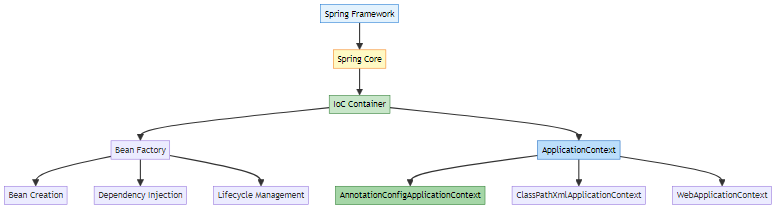 Spring Framework
Spring Core
IoC Container
Bean Factory
ApplicationContext
Bean Creation
Dependency Injection
Lifecycle Management
AnnotationConfigApplicationContext
ClassPathXmlApplicationContext
WebApplicationContext